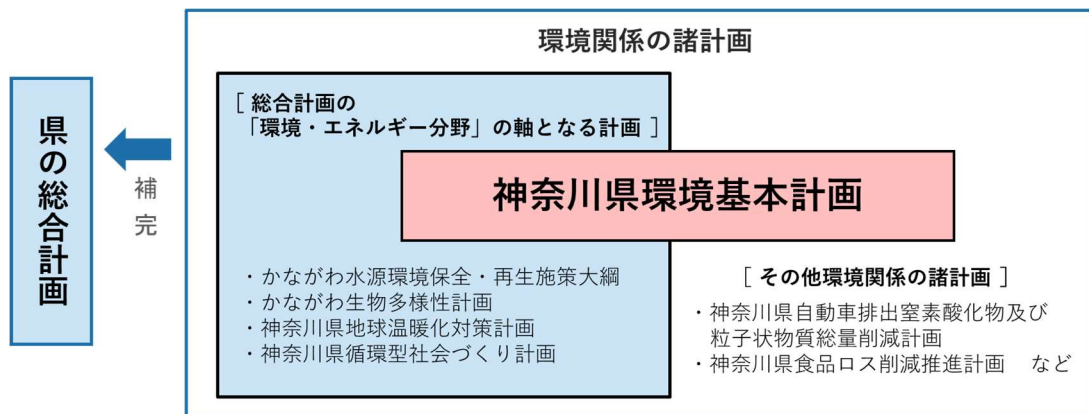 環境関係の諸計画
県の総合計画
補完
[ 総合計画の
「環境・エネルギー分野」の軸となる計画 ]
神奈川県環境基本計画
・かながわ水源環境保全・再生施策大綱
・かながわ生物多様性計画
・神奈川県地球温暖化対策計画
・神奈川県循環型社会づくり計画
[ その他環境関係の諸計画 ]
・神奈川県自動車排出窒素酸化物及び
粒子状物質総量削減計画
・神奈川県食品ロス削減推進計画　など